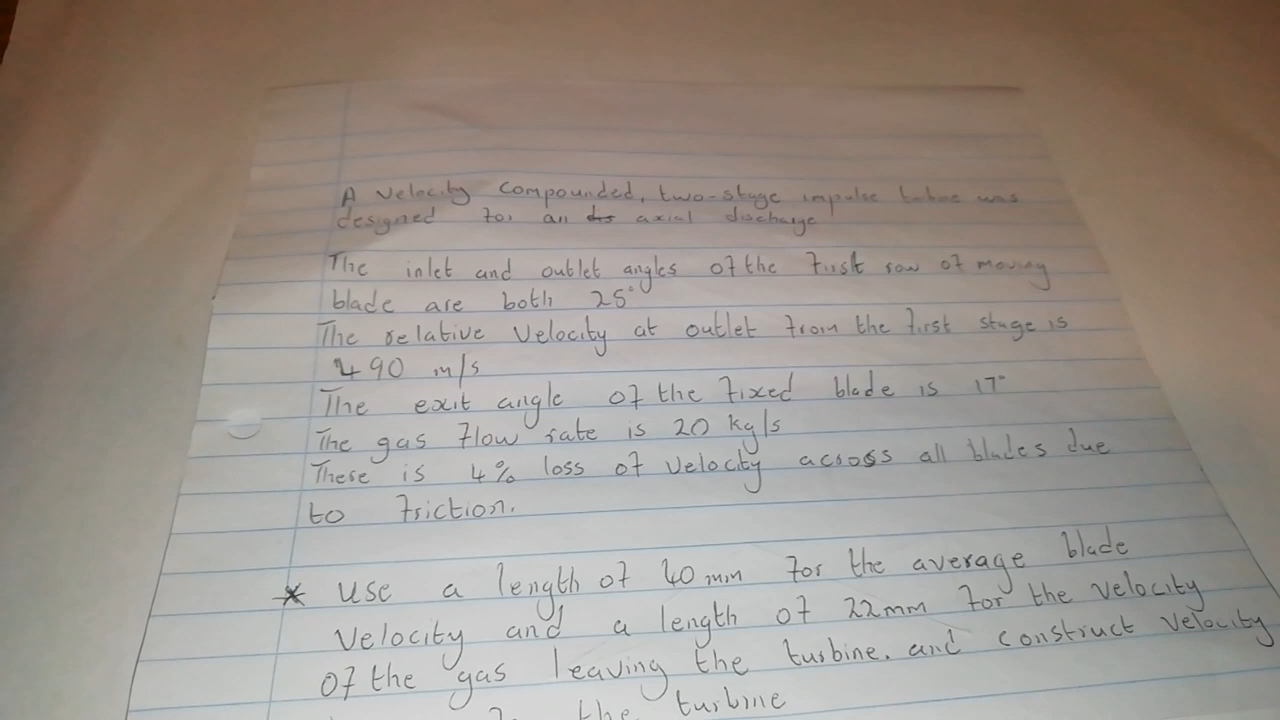 A velocity compounded, two-stage impulse turbine was
designed for an axial discharge
The inlet and outlet angles of the first row of moving
blade are both 25°
The relative velocity at outlet from the first stage is
490 m/s
The exit angle of the fixed blade is 17°
The gas flow rate is 20 kg/s
There is 4% loss of velocity across all blades due
to friction.
* Use a length of 40 mm for the average blade
velocity and a length of 22mm for the velocity
of the gas leaving the turbine. and construct velocity
the turbine